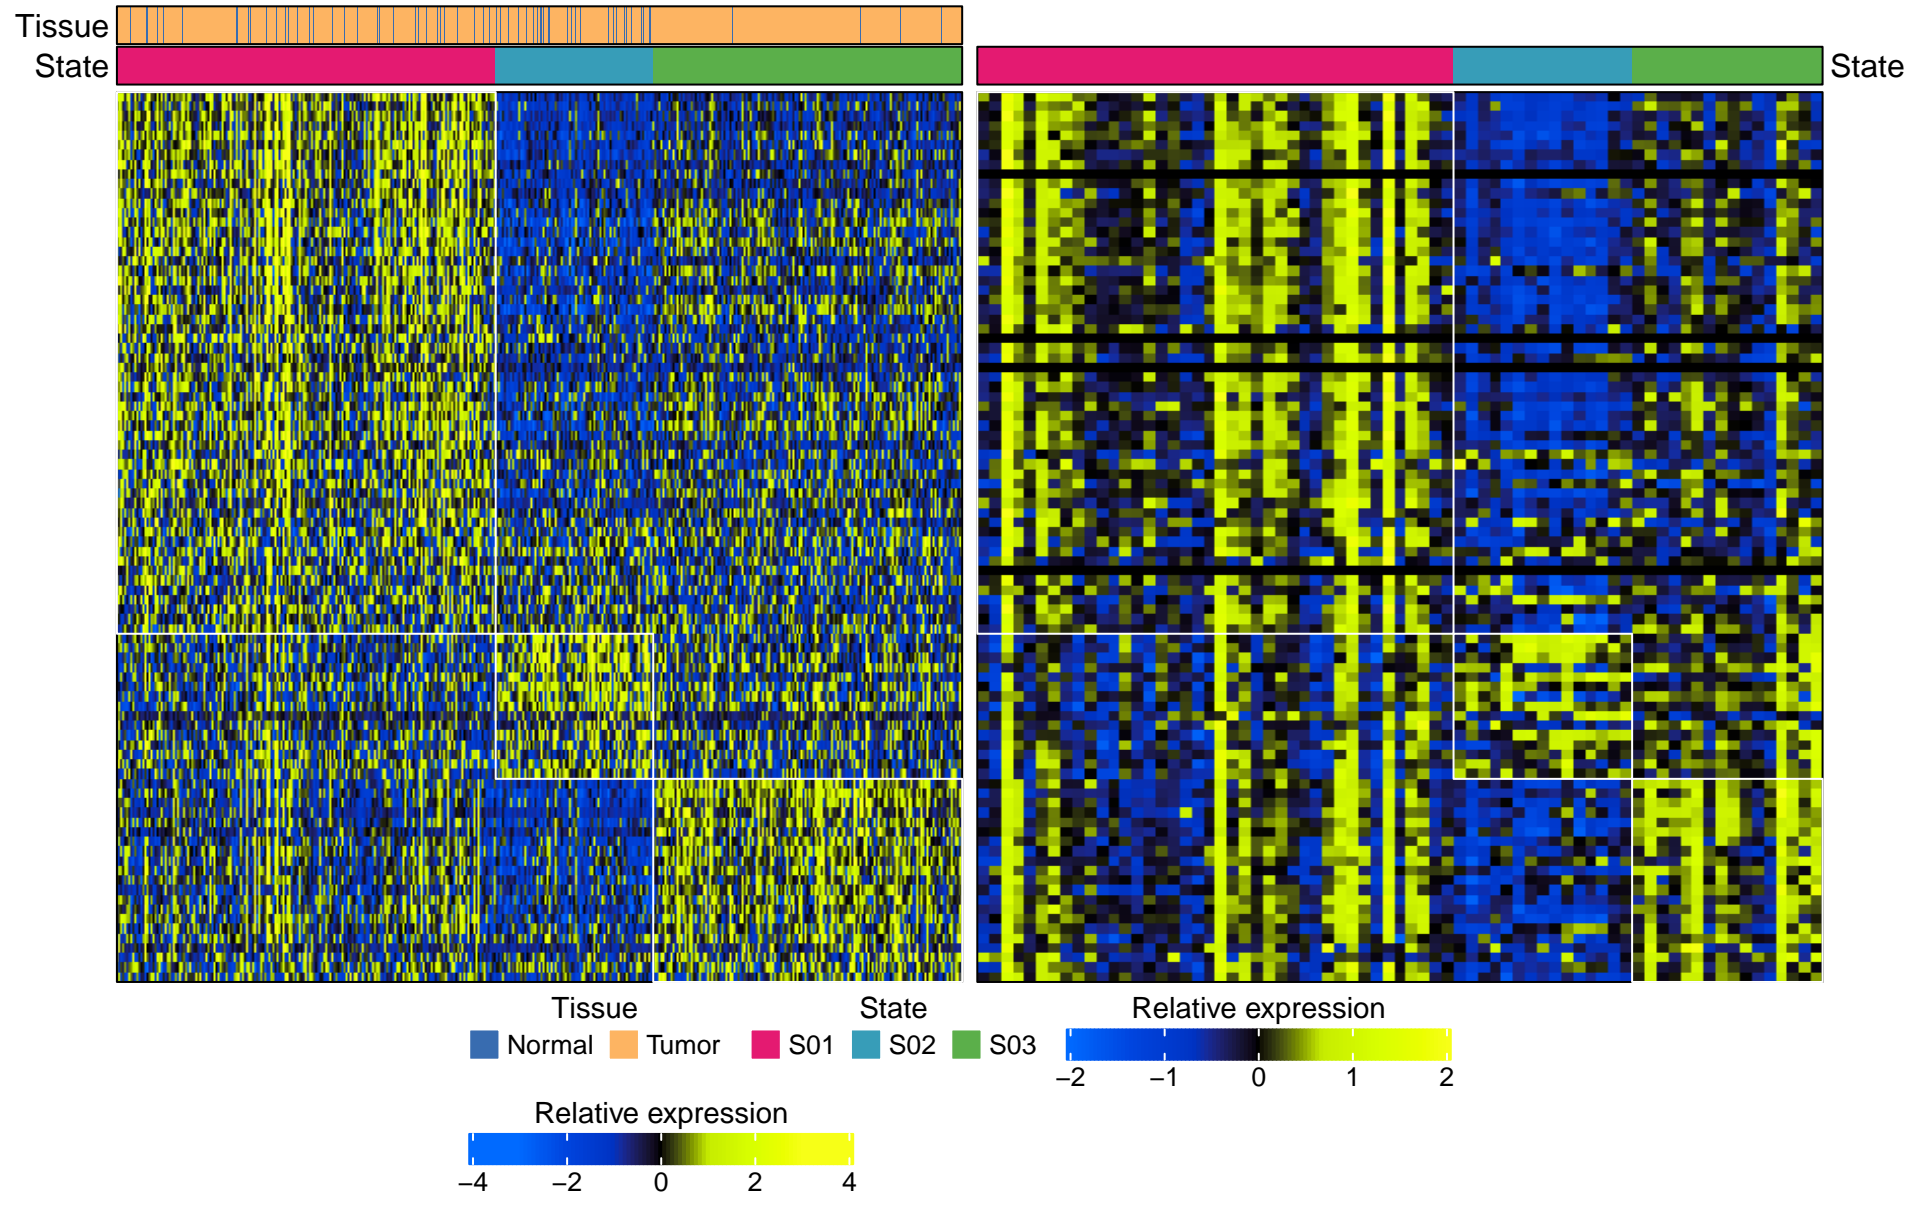 Tissue
State
State
Tissue
Normal Tumor
State
S01 S02 S03
Relative expression
−2 −1 0 1 2
Relative expression
−4 −2 0 2 4